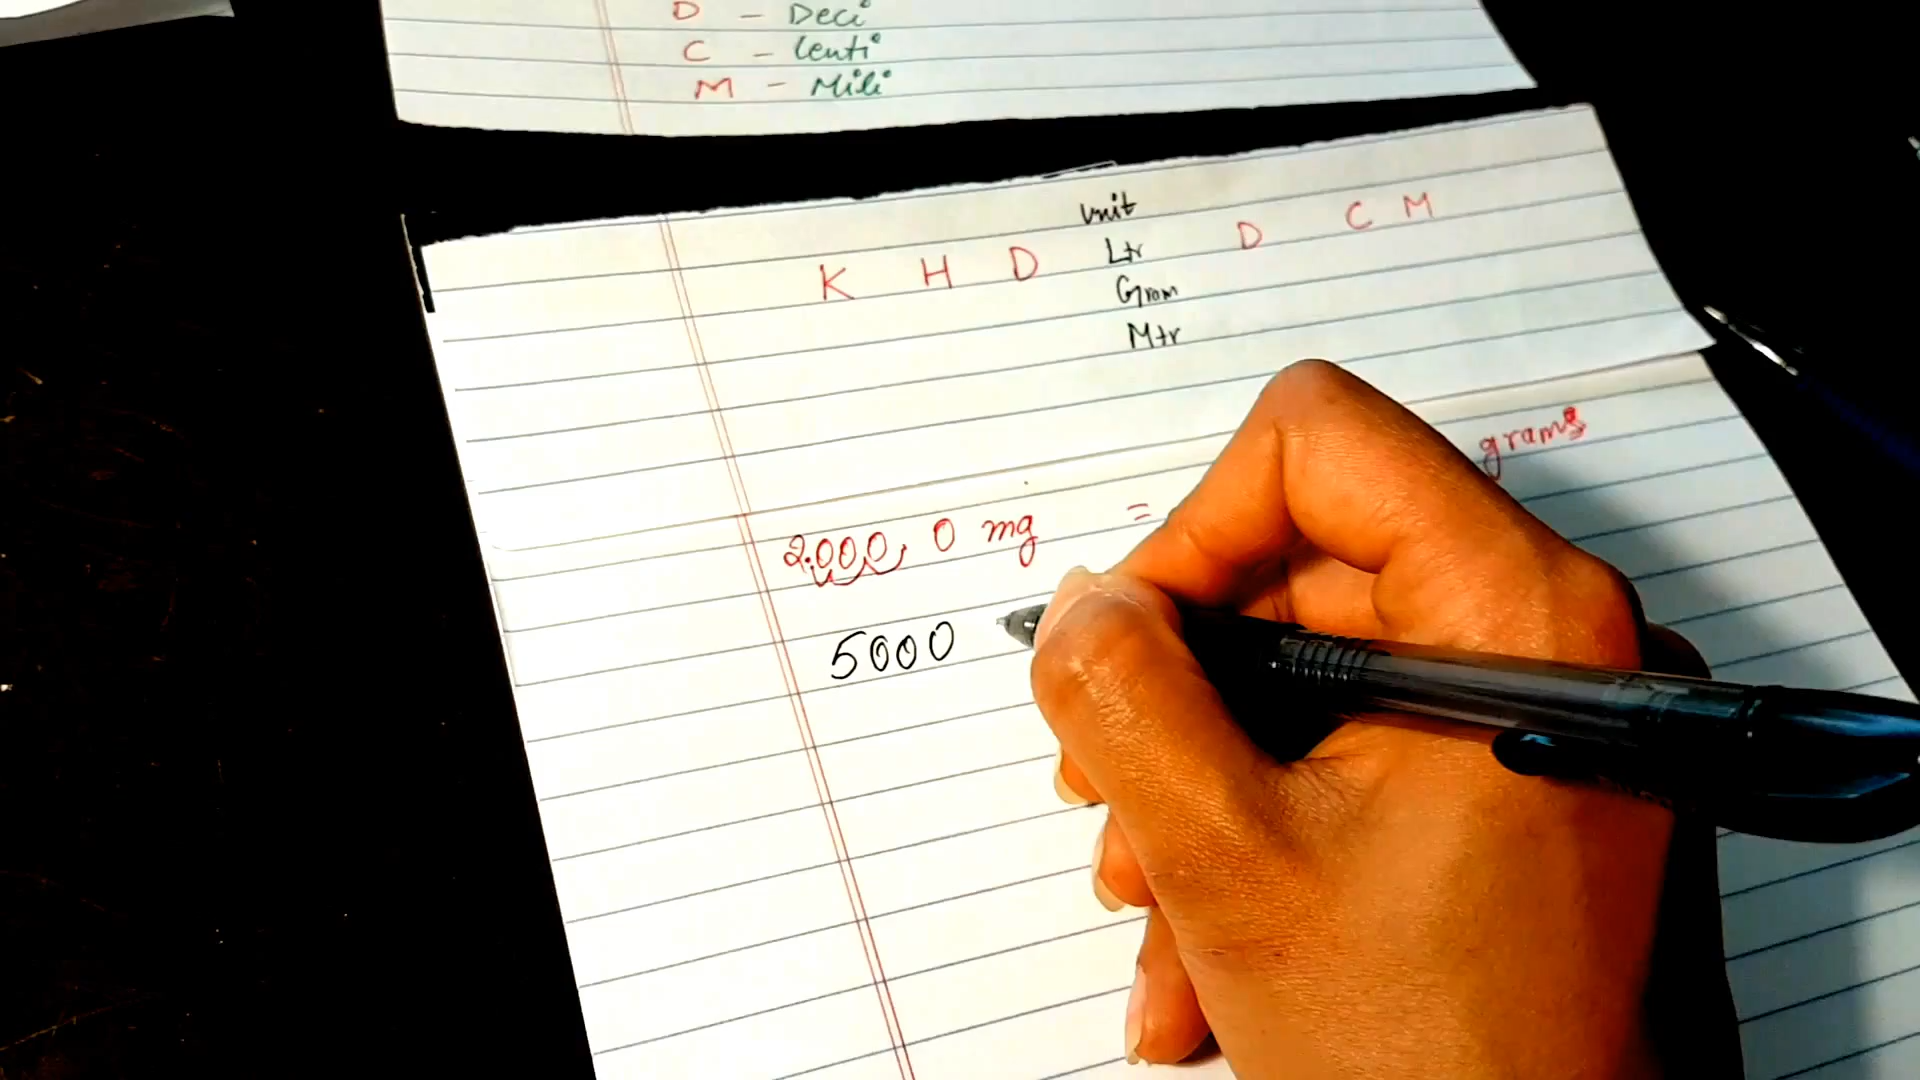 D - Deci
C - Centi
M - Mili
unit
K H D Ltr D C M
Gram
Mtr
2.000, 0 mg = grams
5000